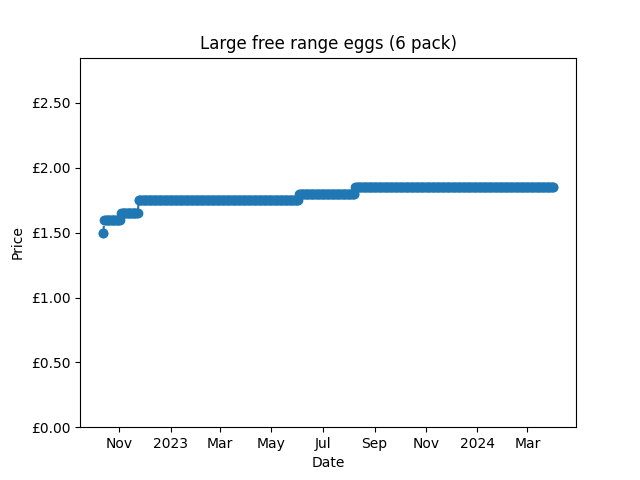 Large free range eggs (6 pack)
£2.50
£2.00
£1.50
£1.00
£0.50
£0.00
Price
Nov 2023 Mar May Jul Sep Nov 2024 Mar
Date